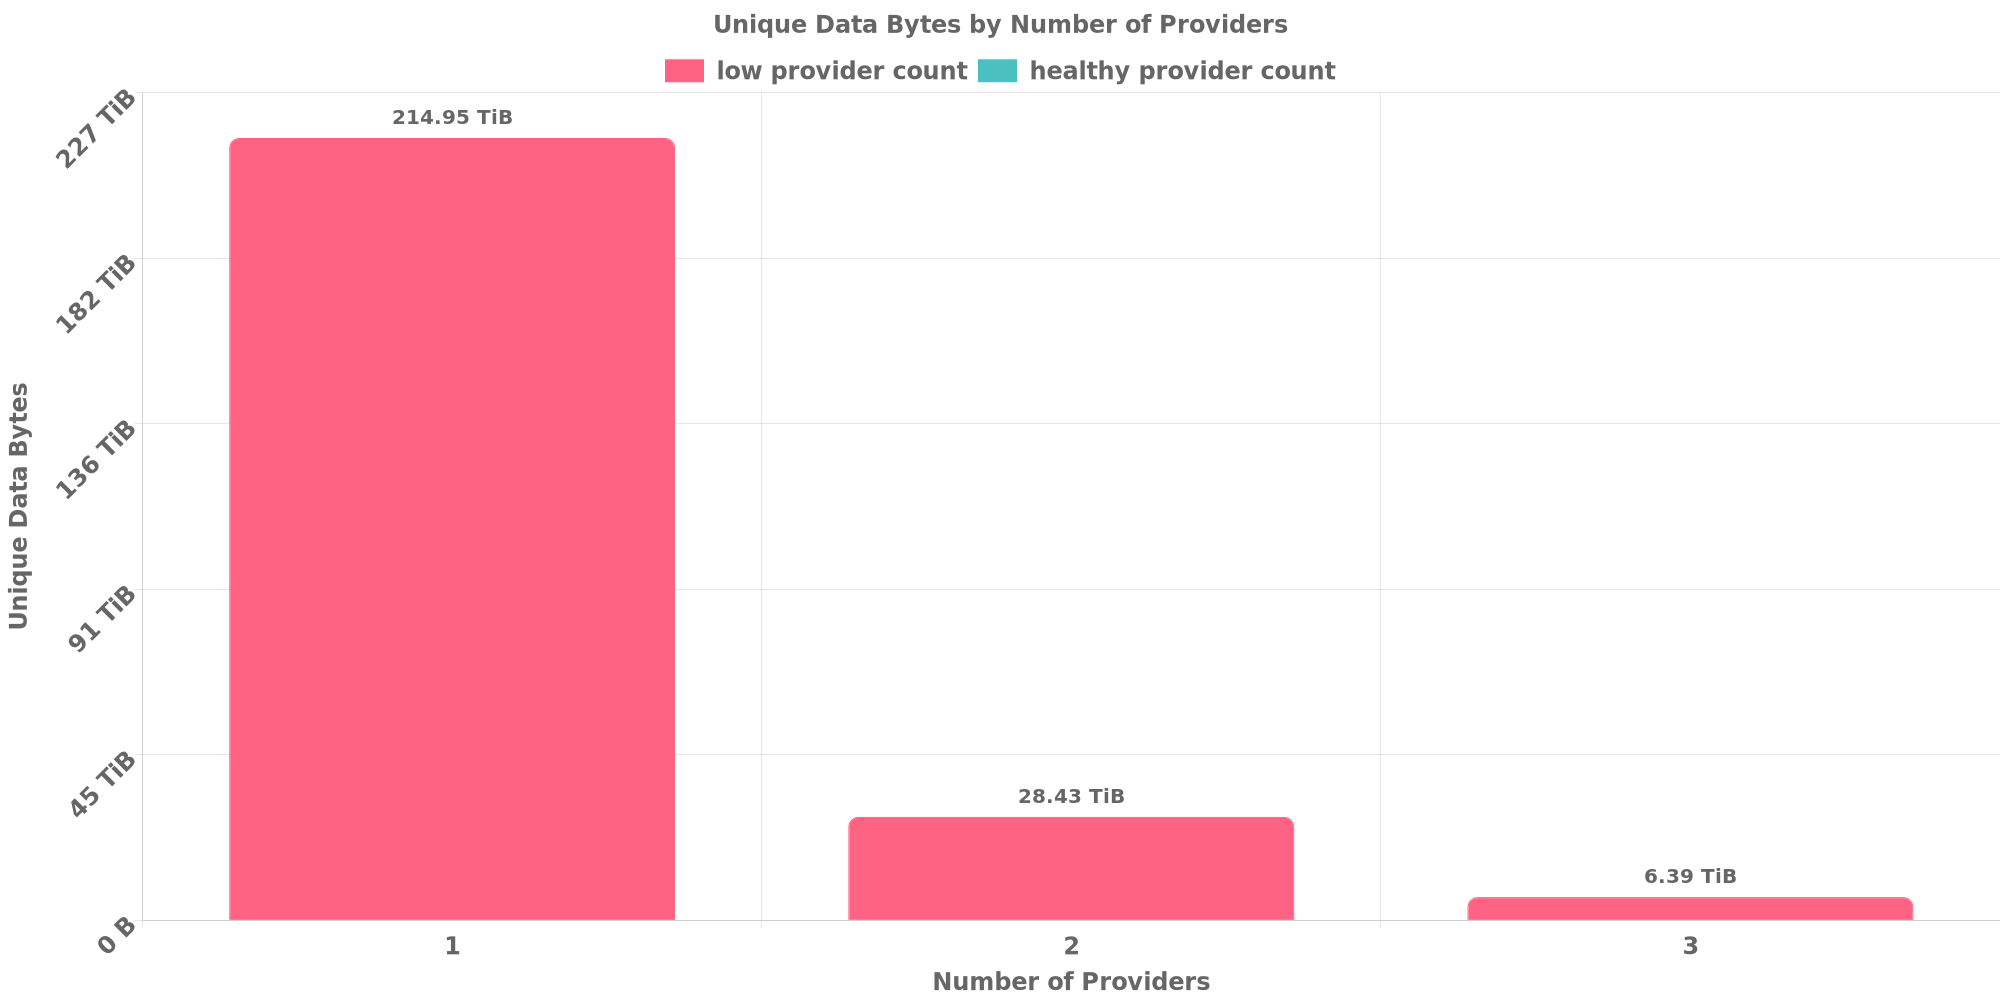 Unique Data Bytes by Number of Providers
low provider count healthy provider count
227 TiB
214.95 TiB
182 TiB
136 TiB
91 TiB
45 TiB
28.43 TiB
6.39 TiB
0 B
Unique Data Bytes
1 2 3
Number of Providers